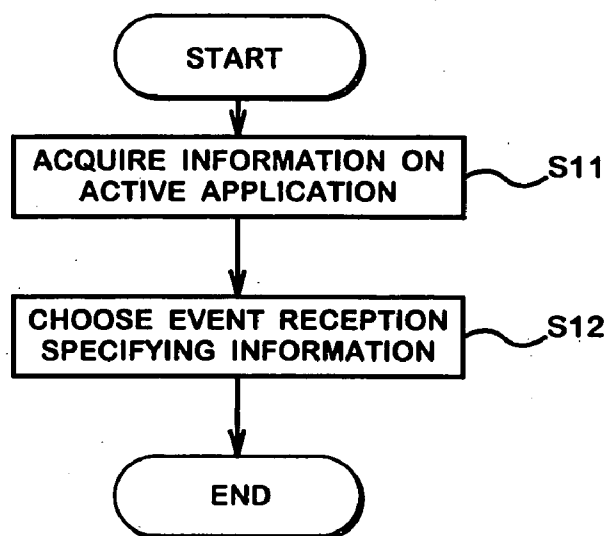 START
ACQUIRE INFORMATION ON
ACTIVE APPLICATION
S11
CHOOSE EVENT RECEPTION
SPECIFYING INFORMATION
S12
END